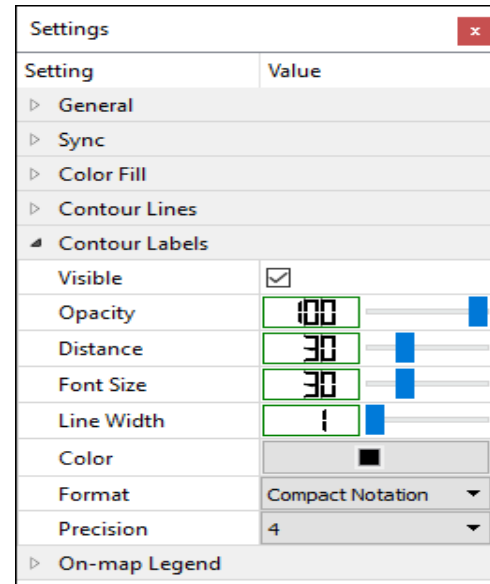 Settings
x
Setting Value
General
Sync
Color Fill
Contour Lines
Contour Labels
Visible
Opacity 100
Distance 30
Font Size 30
Line Width 1
Color
Format Compact Notation
Precision 4
On-map Legend